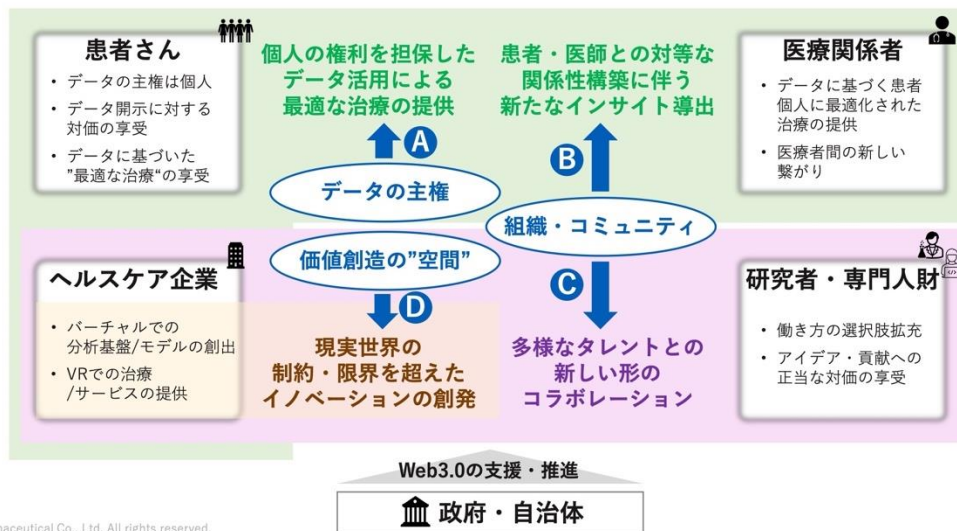 患者さん
• データの主権は個人
• データ開示に対する
対価の享受
• データに基づいた
”最適な治療“の享受
個人の権利を担保した
データ活用による
最適な治療の提供
患者・医師との対等な
関係性構築に伴う
新たなインサイト導出
医療関係者
• データに基づく患者
個人に最適化された
治療の提供
• 医療者間の新しい
繋がり
A
B
データの主権
組織・コミュニティ
価値創造の”空間”
ヘルスケア企業
• バーチャルでの
分析基盤/モデルの創出
• VRでの治療
/サービスの提供
D
C
現実世界の
制約・限界を超えた
イノベーションの創発
多様なタレントとの
新しい形の
コラボレーション
研究者・専門人財
• 働き方の選択肢拡充
• アイデア・貢献への
正当な対価の享受
Web3.0の支援・推進
政府・自治体
Co., Ltd. All rights reserved